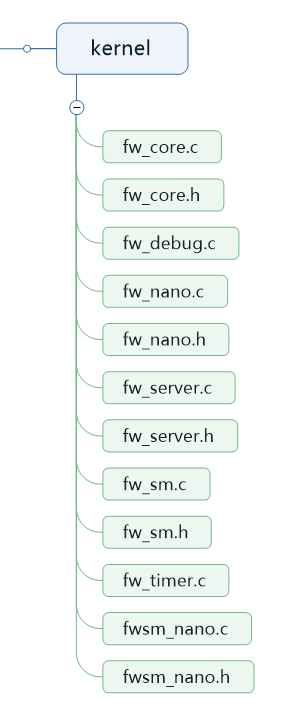 kernel
fw_core.c
fw_core.h
fw_debug.c
fw_nano.c
fw_nano.h
fw_server.c
fw_server.h
fw_sm.c
fw_sm.h
fw_timer.c
fwsm_nano.c
fwsm_nano.h